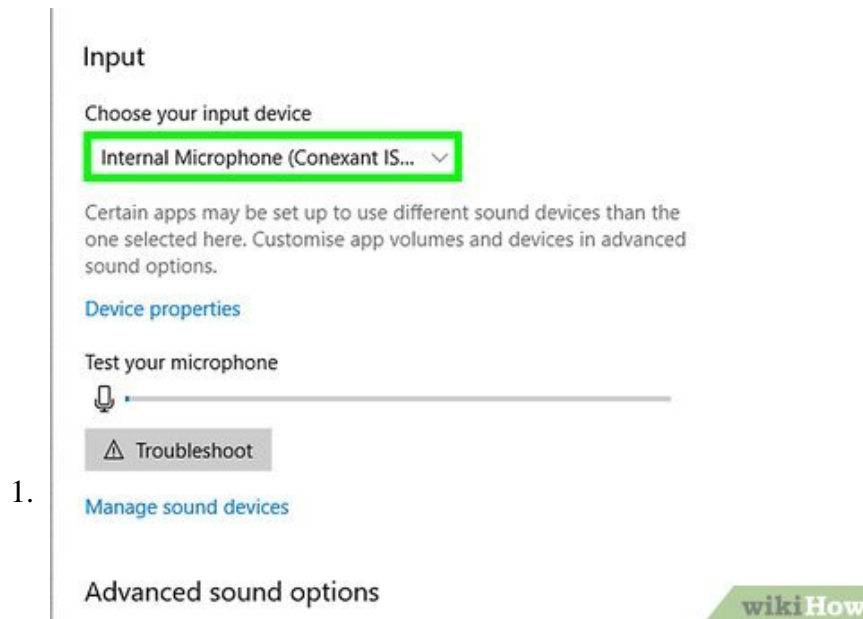 Input
Choose your input device
Internal Microphone (Conexant IS...
Certain apps may be set up to use different sound devices than the
one selected here. Customise app volumes and devices in advanced
sound options.
Device properties
Test your microphone
Troubleshoot
1.
Manage sound devices
Advanced sound options
wikiHow